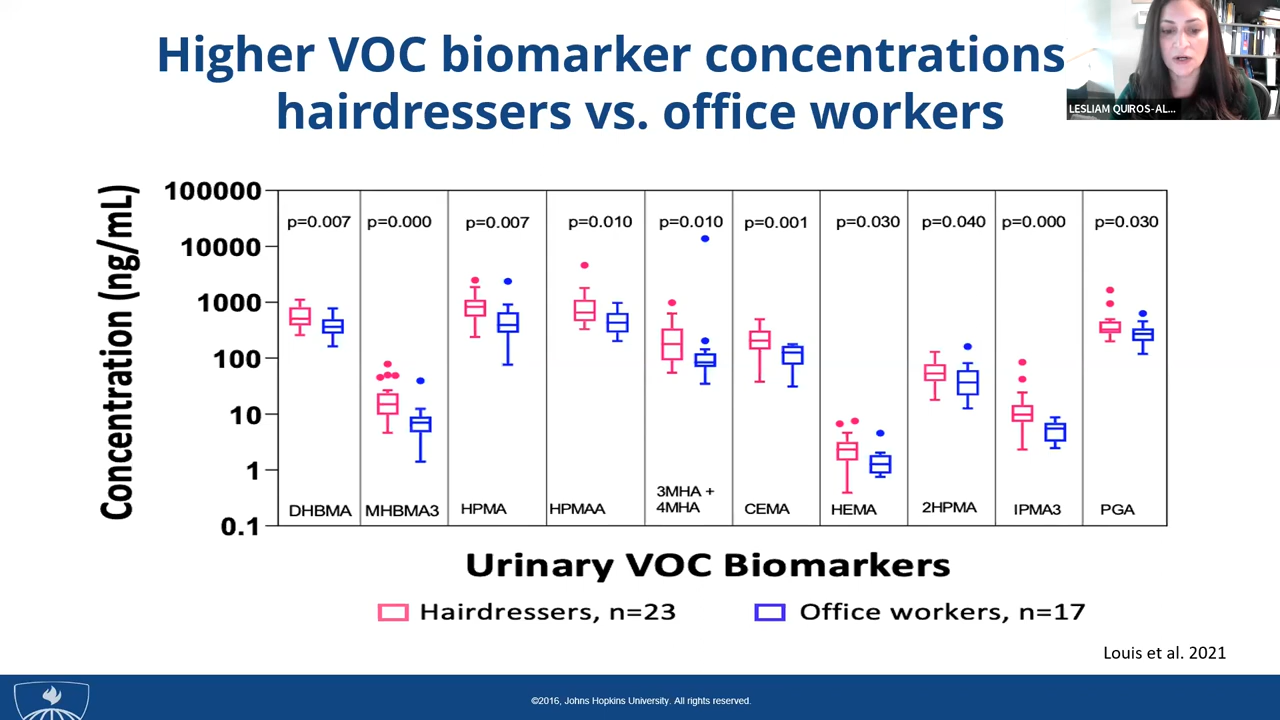 Higher VOC biomarker concentrations
hairdressers vs. office workers
LESLIAM QUIROS-AL...
Concentration (ng/mL)
100000
10000
1000
100
10
1
0.1
p=0.007 p=0.000 p=0.007 p=0.010 p=0.010 p=0.001 p=0.030 p=0.040 p=0.000 p=0.030
DHBMA MHBMA3 HPMA HPMAA 3MHA + 4MHA CEMA HEMA 2HPMA IPMA3 PGA
Urinary VOC Biomarkers
Hairdressers, n=23 Office workers, n=17
Louis et al. 2021
©2016, Johns Hopkins University. All rights reserved.